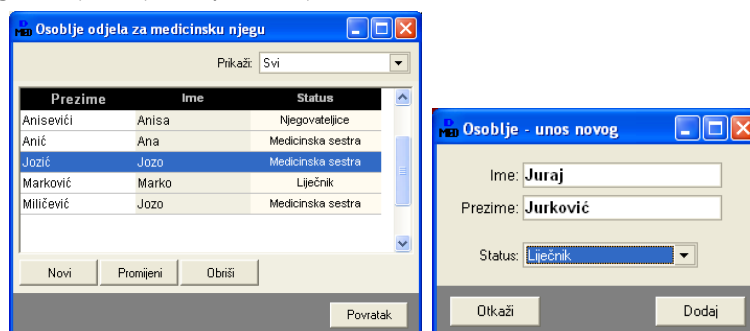 D MED Osoblje odjela za medicinsku njegu
Prikaži: Svi
Prezime Ime Status
Anisevići Anisa Njegovateljice
Anić Ana Medicinska sestra
Jozić Jozo Medicinska sestra
Marković Marko Liječnik
Miličević Jozo Medicinska sestra
Novi Promijeni Obriši
Povratak
D MED Osoblje - unos novog
Ime: Juraj
Prezime: Jurković
Status: Liječnik
Otkaži Dodaj